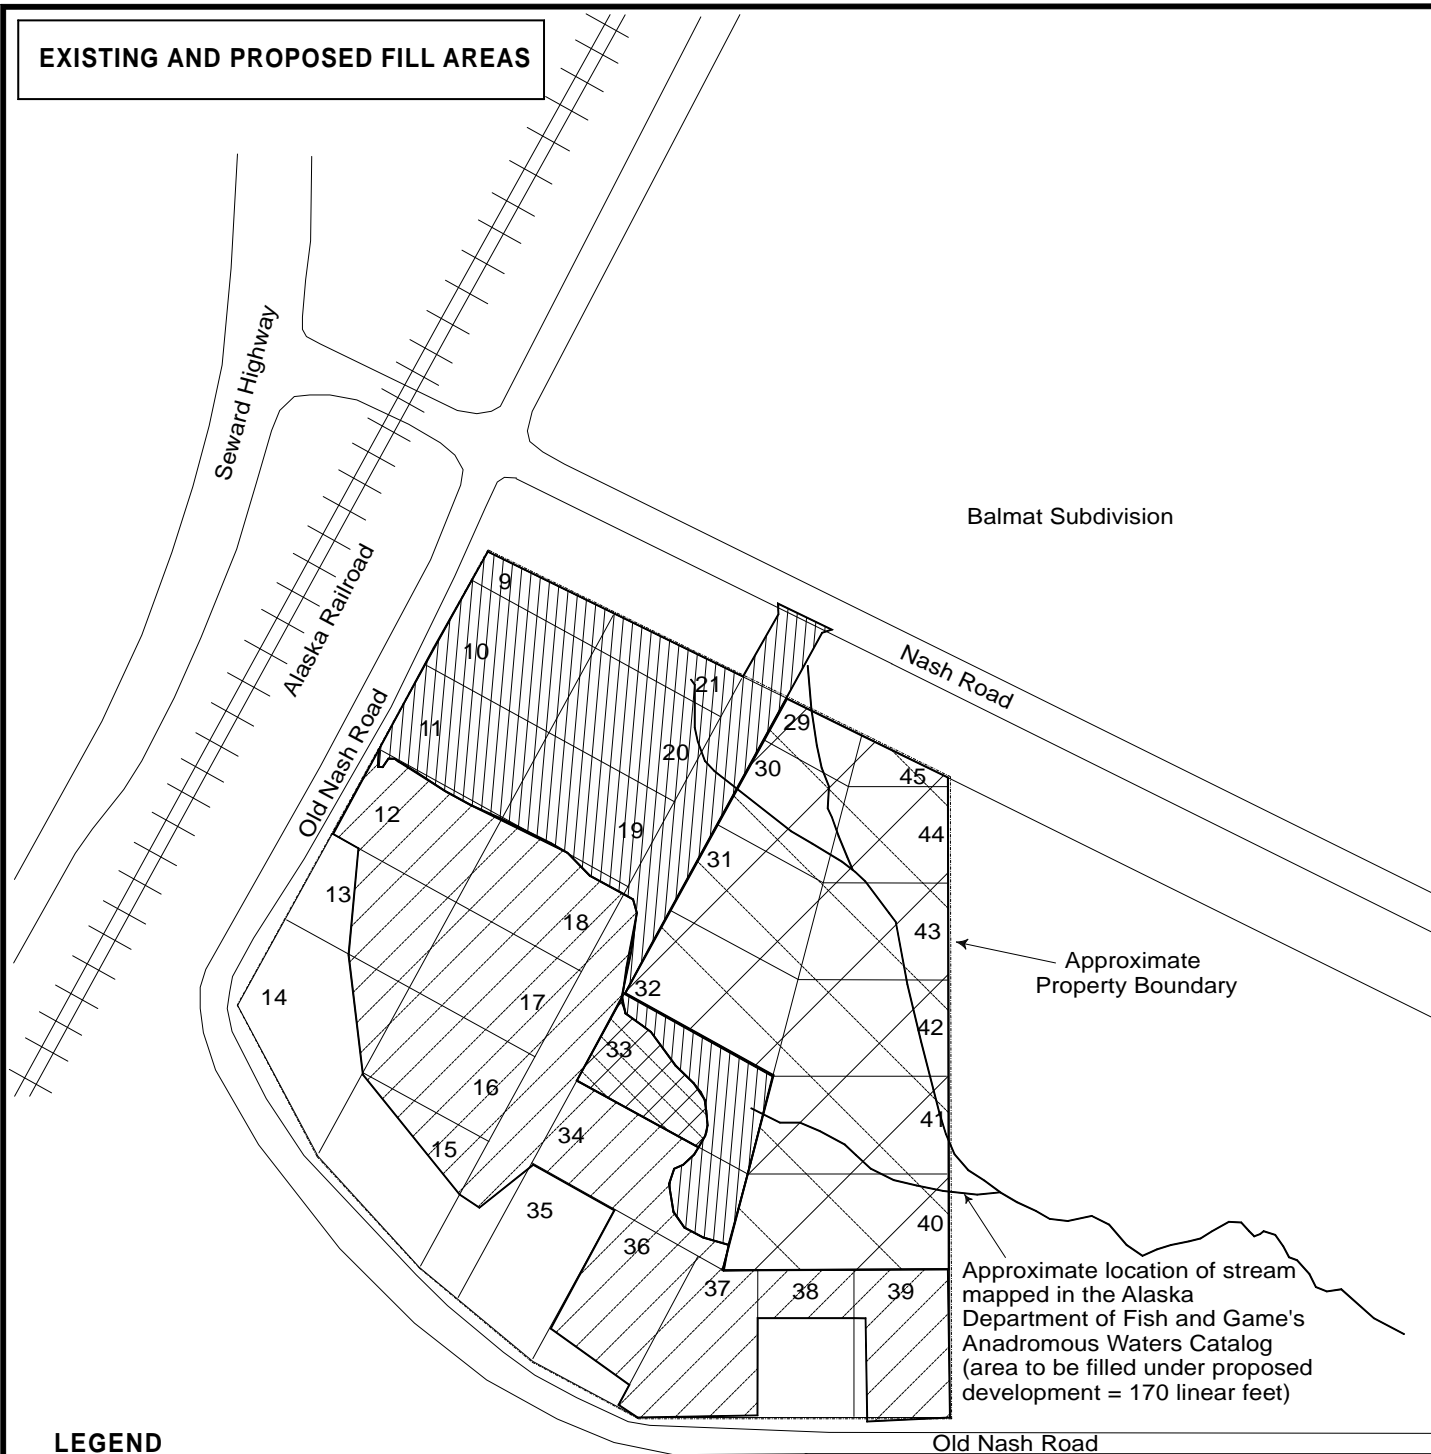 EXISTING AND PROPOSED FILL AREAS
Seward Highway
Balmat Subdivision
Alaska Railroad
9
Nash Road
10
21
Old Nash Road
11
29
20
30
45
12
19
44
31
13
18
43
Approximate
Property Boundary
14
32
17
42
33
16
41
34
15
35
40
36
Approximate location of stream
mapped in the Alaska
Department of Fish and Game's
Anadromous Waters Catalog
(area to be filled under proposed
development = 170 linear feet)
37
38
39
LEGEND
Old Nash Road